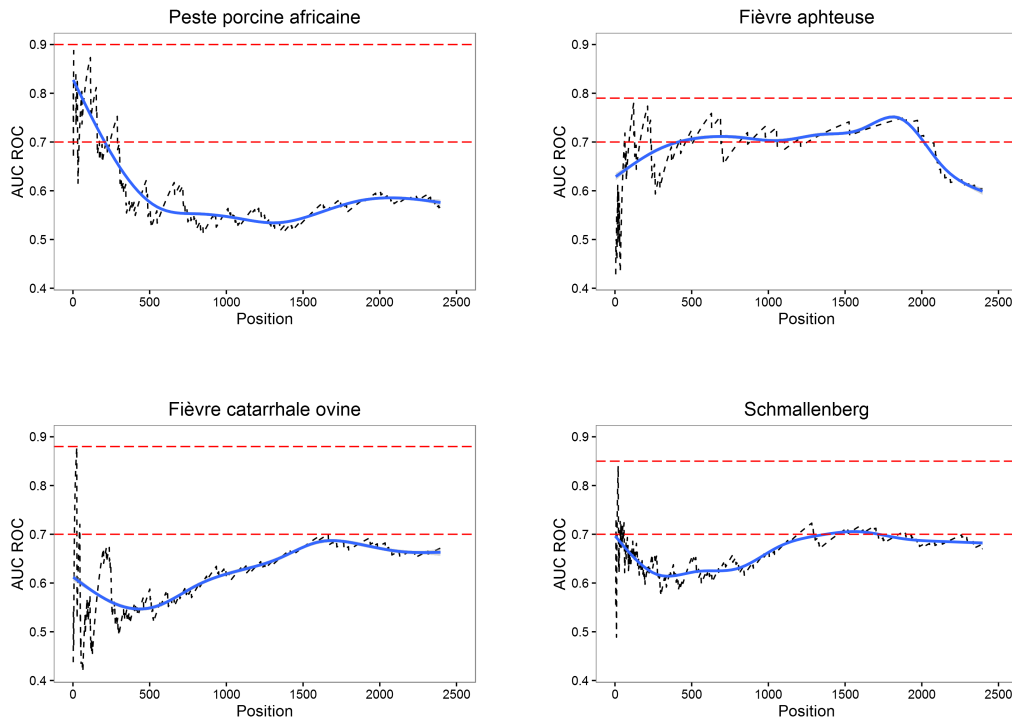 Peste porcine africaine
0.9
0.8
0.7
0.6
0.5
0.4
AUC ROC
0 500 1000 1500 2000 2500
Position
Fièvre aphteuse
0.9
0.8
0.7
0.6
0.5
0.4
AUC ROC
0 500 1000 1500 2000 2500
Position
Fièvre catarrhale ovine
0.9
0.8
0.7
0.6
0.5
0.4
AUC ROC
0 500 1000 1500 2000 2500
Position
Schmallenberg
0.9
0.8
0.7
0.6
0.5
0.4
AUC ROC
0 500 1000 1500 2000 2500
Position